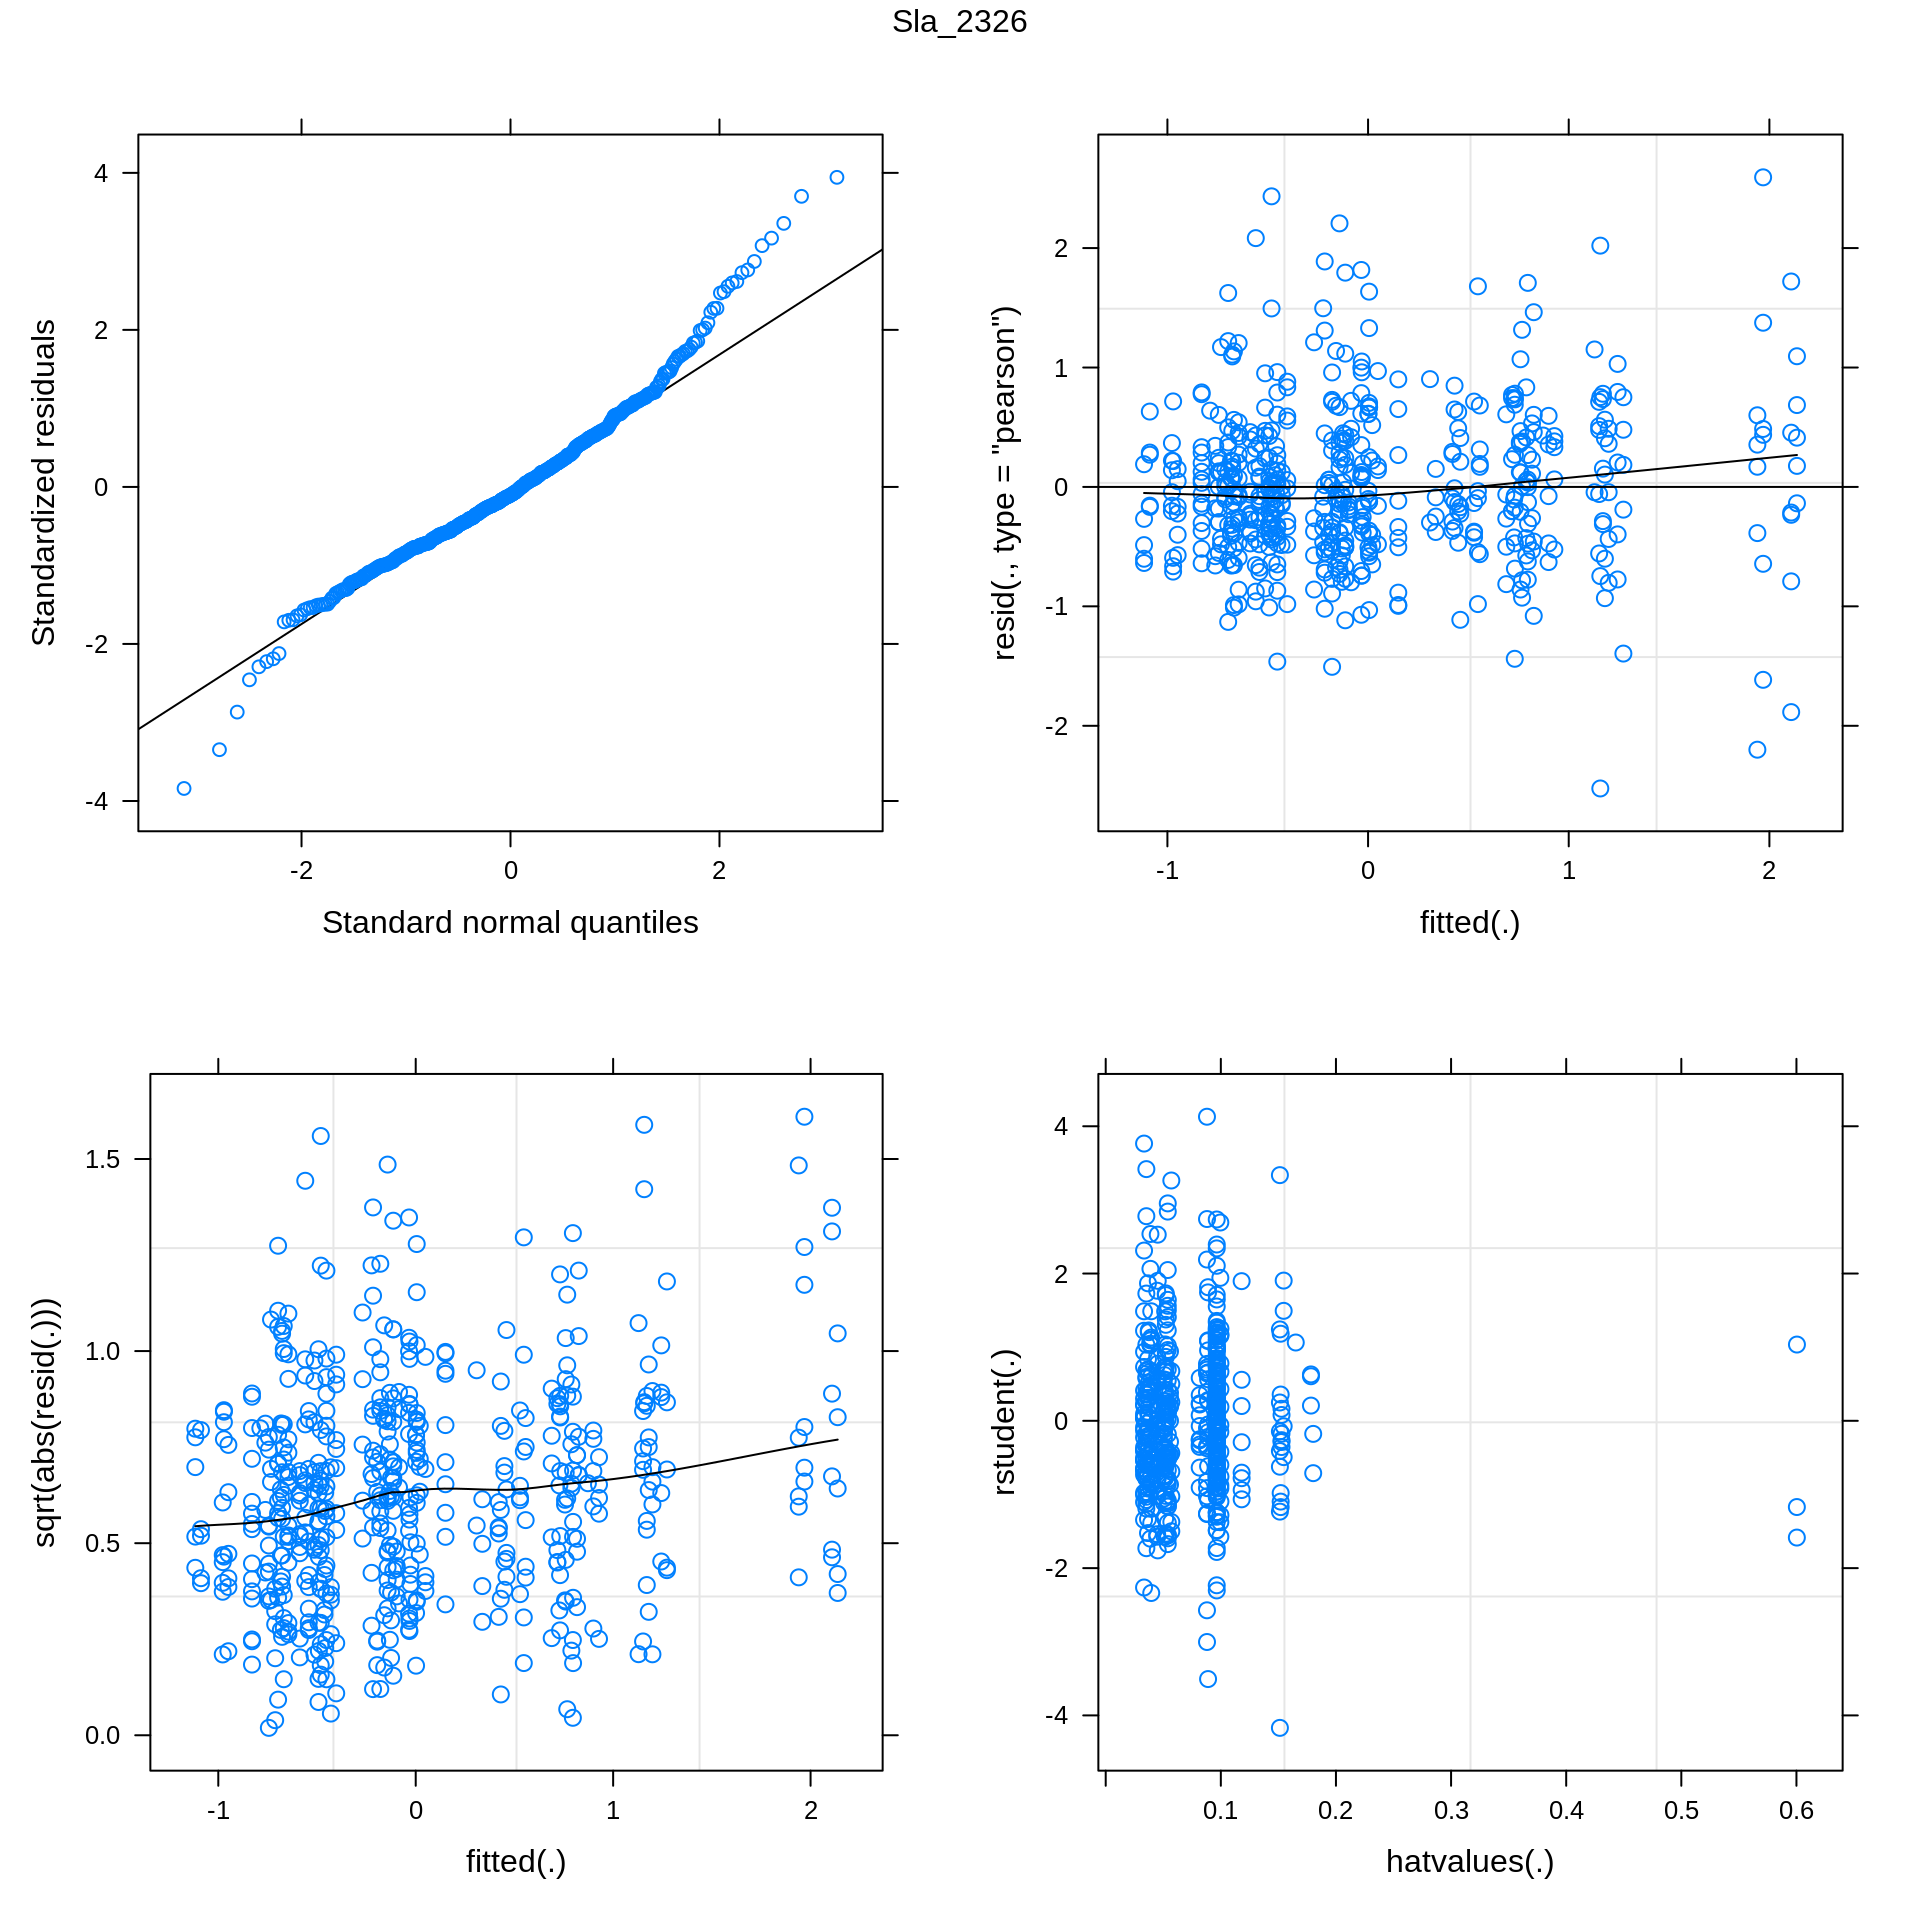 Sla_2326
4
2
0
-2
-4
Standardized residuals
-2 0 2
Standard normal quantiles
2
1
0
-1
-2
resid(., type = "pearson")
-1 0 1 2
fitted(.)
1.5
1.0
0.5
0.0
sqrt(abs(resid(.)))
-1 0 1 2
fitted(.)
4
2
0
-2
-4
rstudent(.)
0.1 0.2 0.3 0.4 0.5 0.6
hatvalues(.)